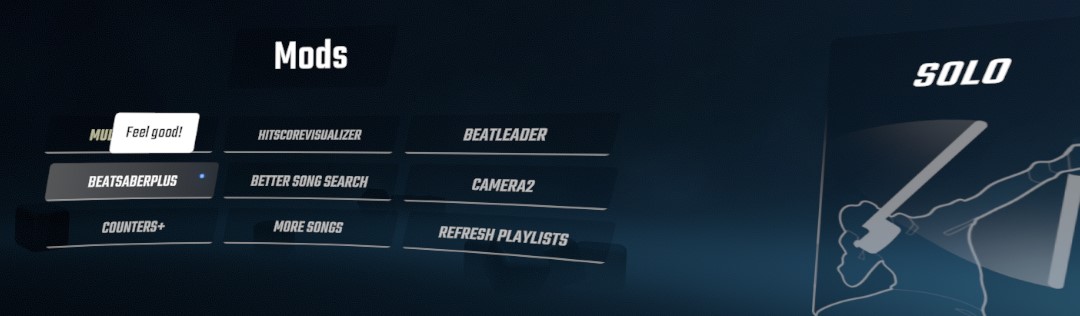 Mods
SOLO
Feel good!
HITSCOREVISUALIZER
BEATLEADER
BEATSABERPLUS
BETTER SONG SEARCH
CAMERA2
COUNTERS+
MORE SONGS
REFRESH PLAYLISTS